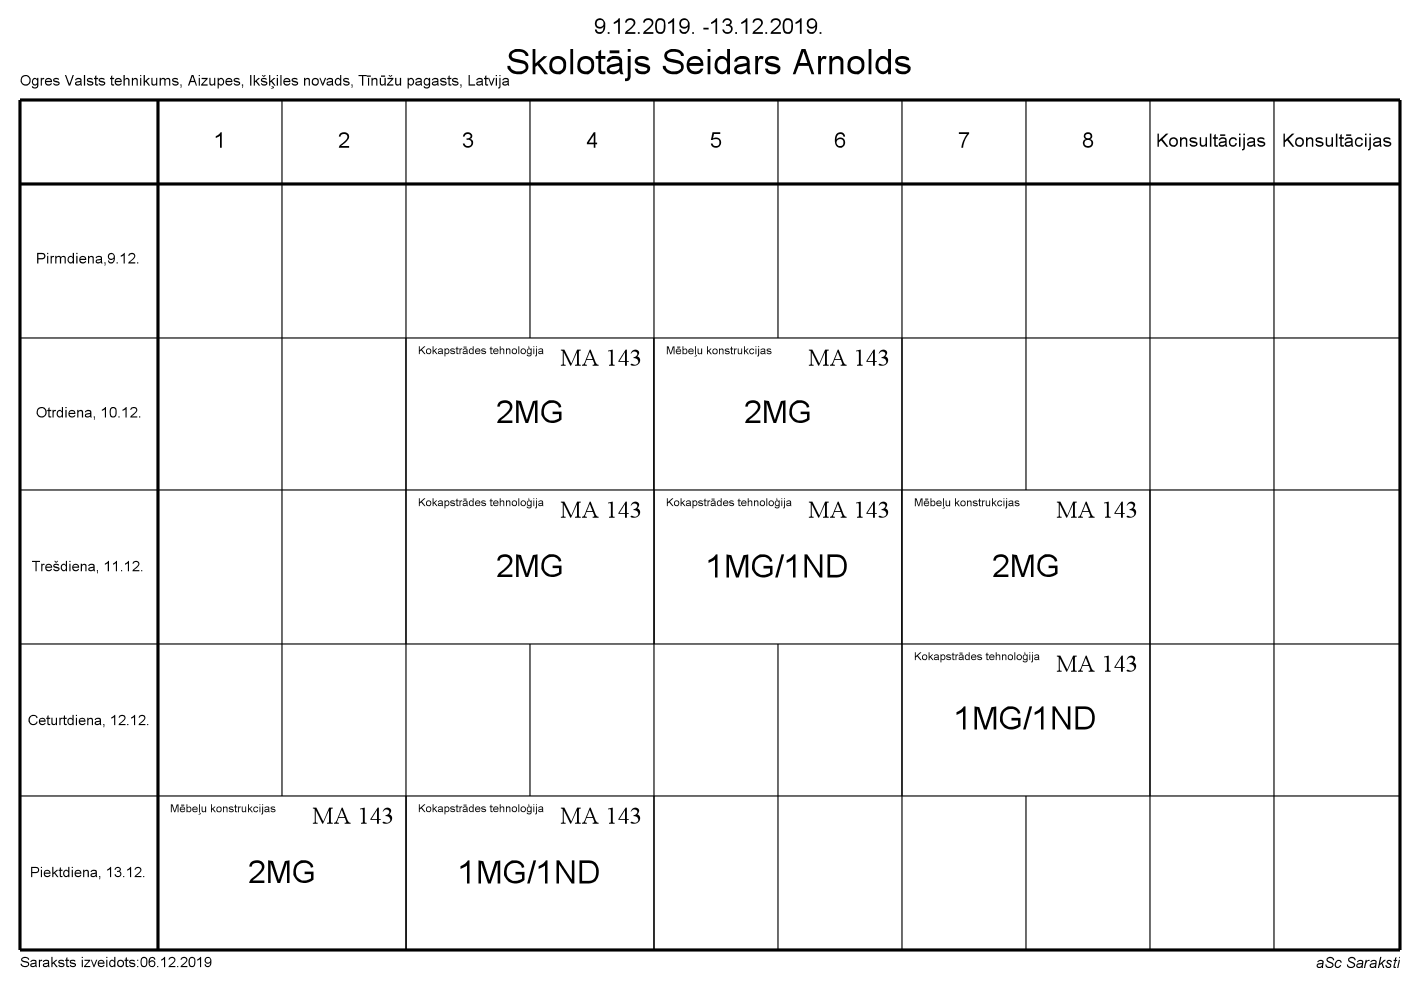 9.12.2019. -13.12.2019.
Skolotājs Seidars Arnolds
Ogres Valsts tehnikums, Aizupes, Ikšķiles novads, Tīnūžu pagasts, Latvija
1 2 3 4 5 6 7 8 Konsultācijas Konsultācijas
Pirmdiena,9.12.
Kokapstrādes tehnoloģija MA 143 Mēbeļu konstrukcijas MA 143
Otrdiena, 10.12. 2MG 2MG
Kokapstrādes tehnoloģija MA 143 Kokapstrādes tehnoloģija MA 143 Mēbeļu konstrukcijas MA 143
Trešdiena, 11.12. 2MG 1MG/1ND 2MG
Kokapstrādes tehnoloģija MA 143
Ceturtdiena, 12.12. 1MG/1ND
Mēbeļu konstrukcijas MA 143 Kokapstrādes tehnoloģija MA 143
Piektdiena, 13.12. 2MG 1MG/1ND
Saraksts izveidots:06.12.2019 aSc Saraksti